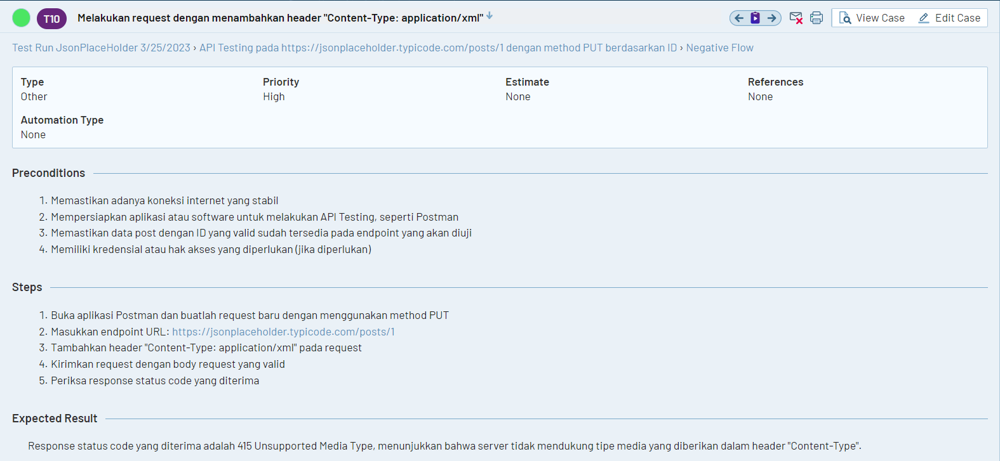 T10 Melakukan request dengan menambahkan header "Content-Type: application/xml" View Case Edit Case
Test Run JsonPlaceHolder 3/25/2023 › API Testing pada https://jsonplaceholder.typicode.com/posts/1 dengan method PUT berdasarkan ID › Negative Flow
Type Priority Estimate References
Other High None None
Automation Type
None
Preconditions
1. Memastikan adanya koneksi internet yang stabil
2. Mempersiapkan aplikasi atau software untuk melakukan API Testing, seperti Postman
3. Memastikan data post dengan ID yang valid sudah tersedia pada endpoint yang akan diuji
4. Memiliki kredensial atau hak akses yang diperlukan (jika diperlukan)
Steps
1. Buka aplikasi Postman dan buatlah request baru dengan menggunakan method PUT
2. Masukkan endpoint URL: https://jsonplaceholder.typicode.com/posts/1
3. Tambahkan header "Content-Type: application/xml" pada request
4. Kirimkan request dengan body request yang valid
5. Periksa response status code yang diterima
Expected Result
Response status code yang diterima adalah 415 Unsupported Media Type, menunjukkan bahwa server tidak mendukung tipe media yang diberikan dalam header "Content-Type".